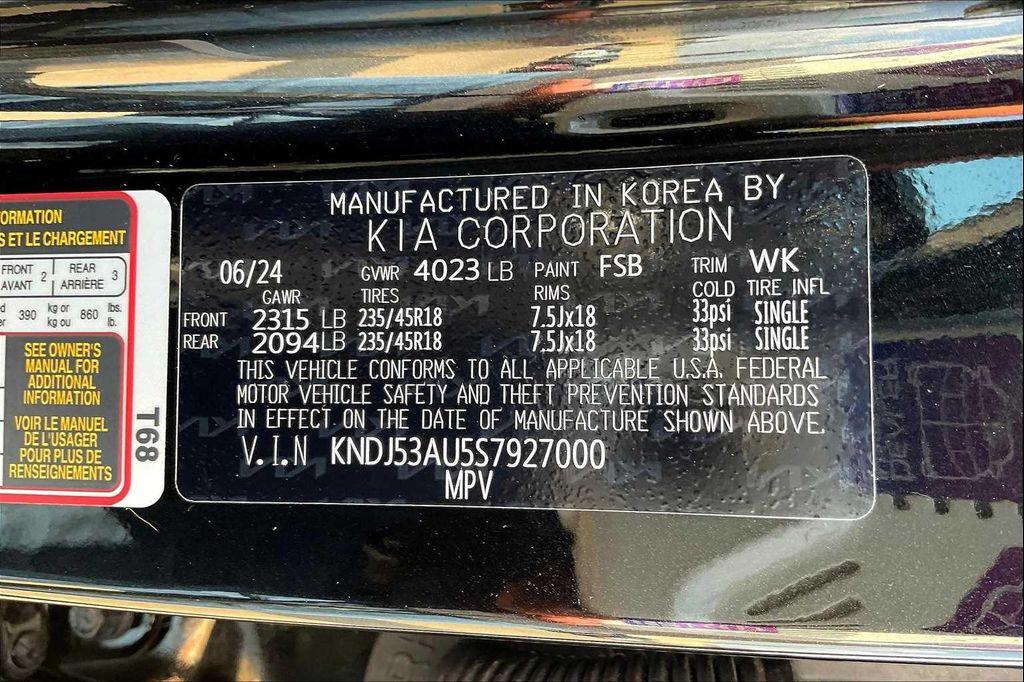 ORMATION
S ET LE CHARGEMENT
FRONT AVANT 2 REAR ARRIÈRE 3
390 kg or kg ou 860 lbs. lb.
SEE OWNER'S
MANUAL FOR
ADDITIONAL
INFORMATION
VOIR LE MANUEL
DE L'USAGER
POUR PLUS DE
RENSEIGNEMENTS
T68
MANUFACTURED IN KOREA BY
KIA CORPORATION
06/24 GVWR 4023 LB PAINT FSB TRIM WK
GAWR TIRES RIMS COLD TIRE INFL
FRONT 2315 LB 235/45R18 7.5Jx18 33psi SINGLE
REAR 2094 LB 235/45R18 7.5Jx18 33psi SINGLE
THIS VEHICLE CONFORMS TO ALL APPLICABLE U.S.A. FEDERAL
MOTOR VEHICLE SAFETY AND THEFT PREVENTION STANDARDS
IN EFFECT ON THE DATE OF MANUFACTURE SHOWN ABOVE.
V.I.N KNDJ53AU5S7927000
MPV